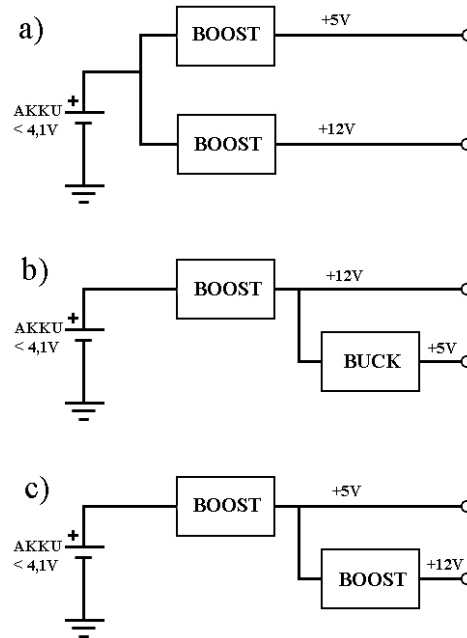 a)
BOOST
+5V
+
AKKU
< 4,1V
BOOST
+12V
b)
BOOST
+12V
+
AKKU
< 4,1V
BUCK
+5V
c)
BOOST
+5V
+
AKKU
< 4,1V
BOOST
+12V